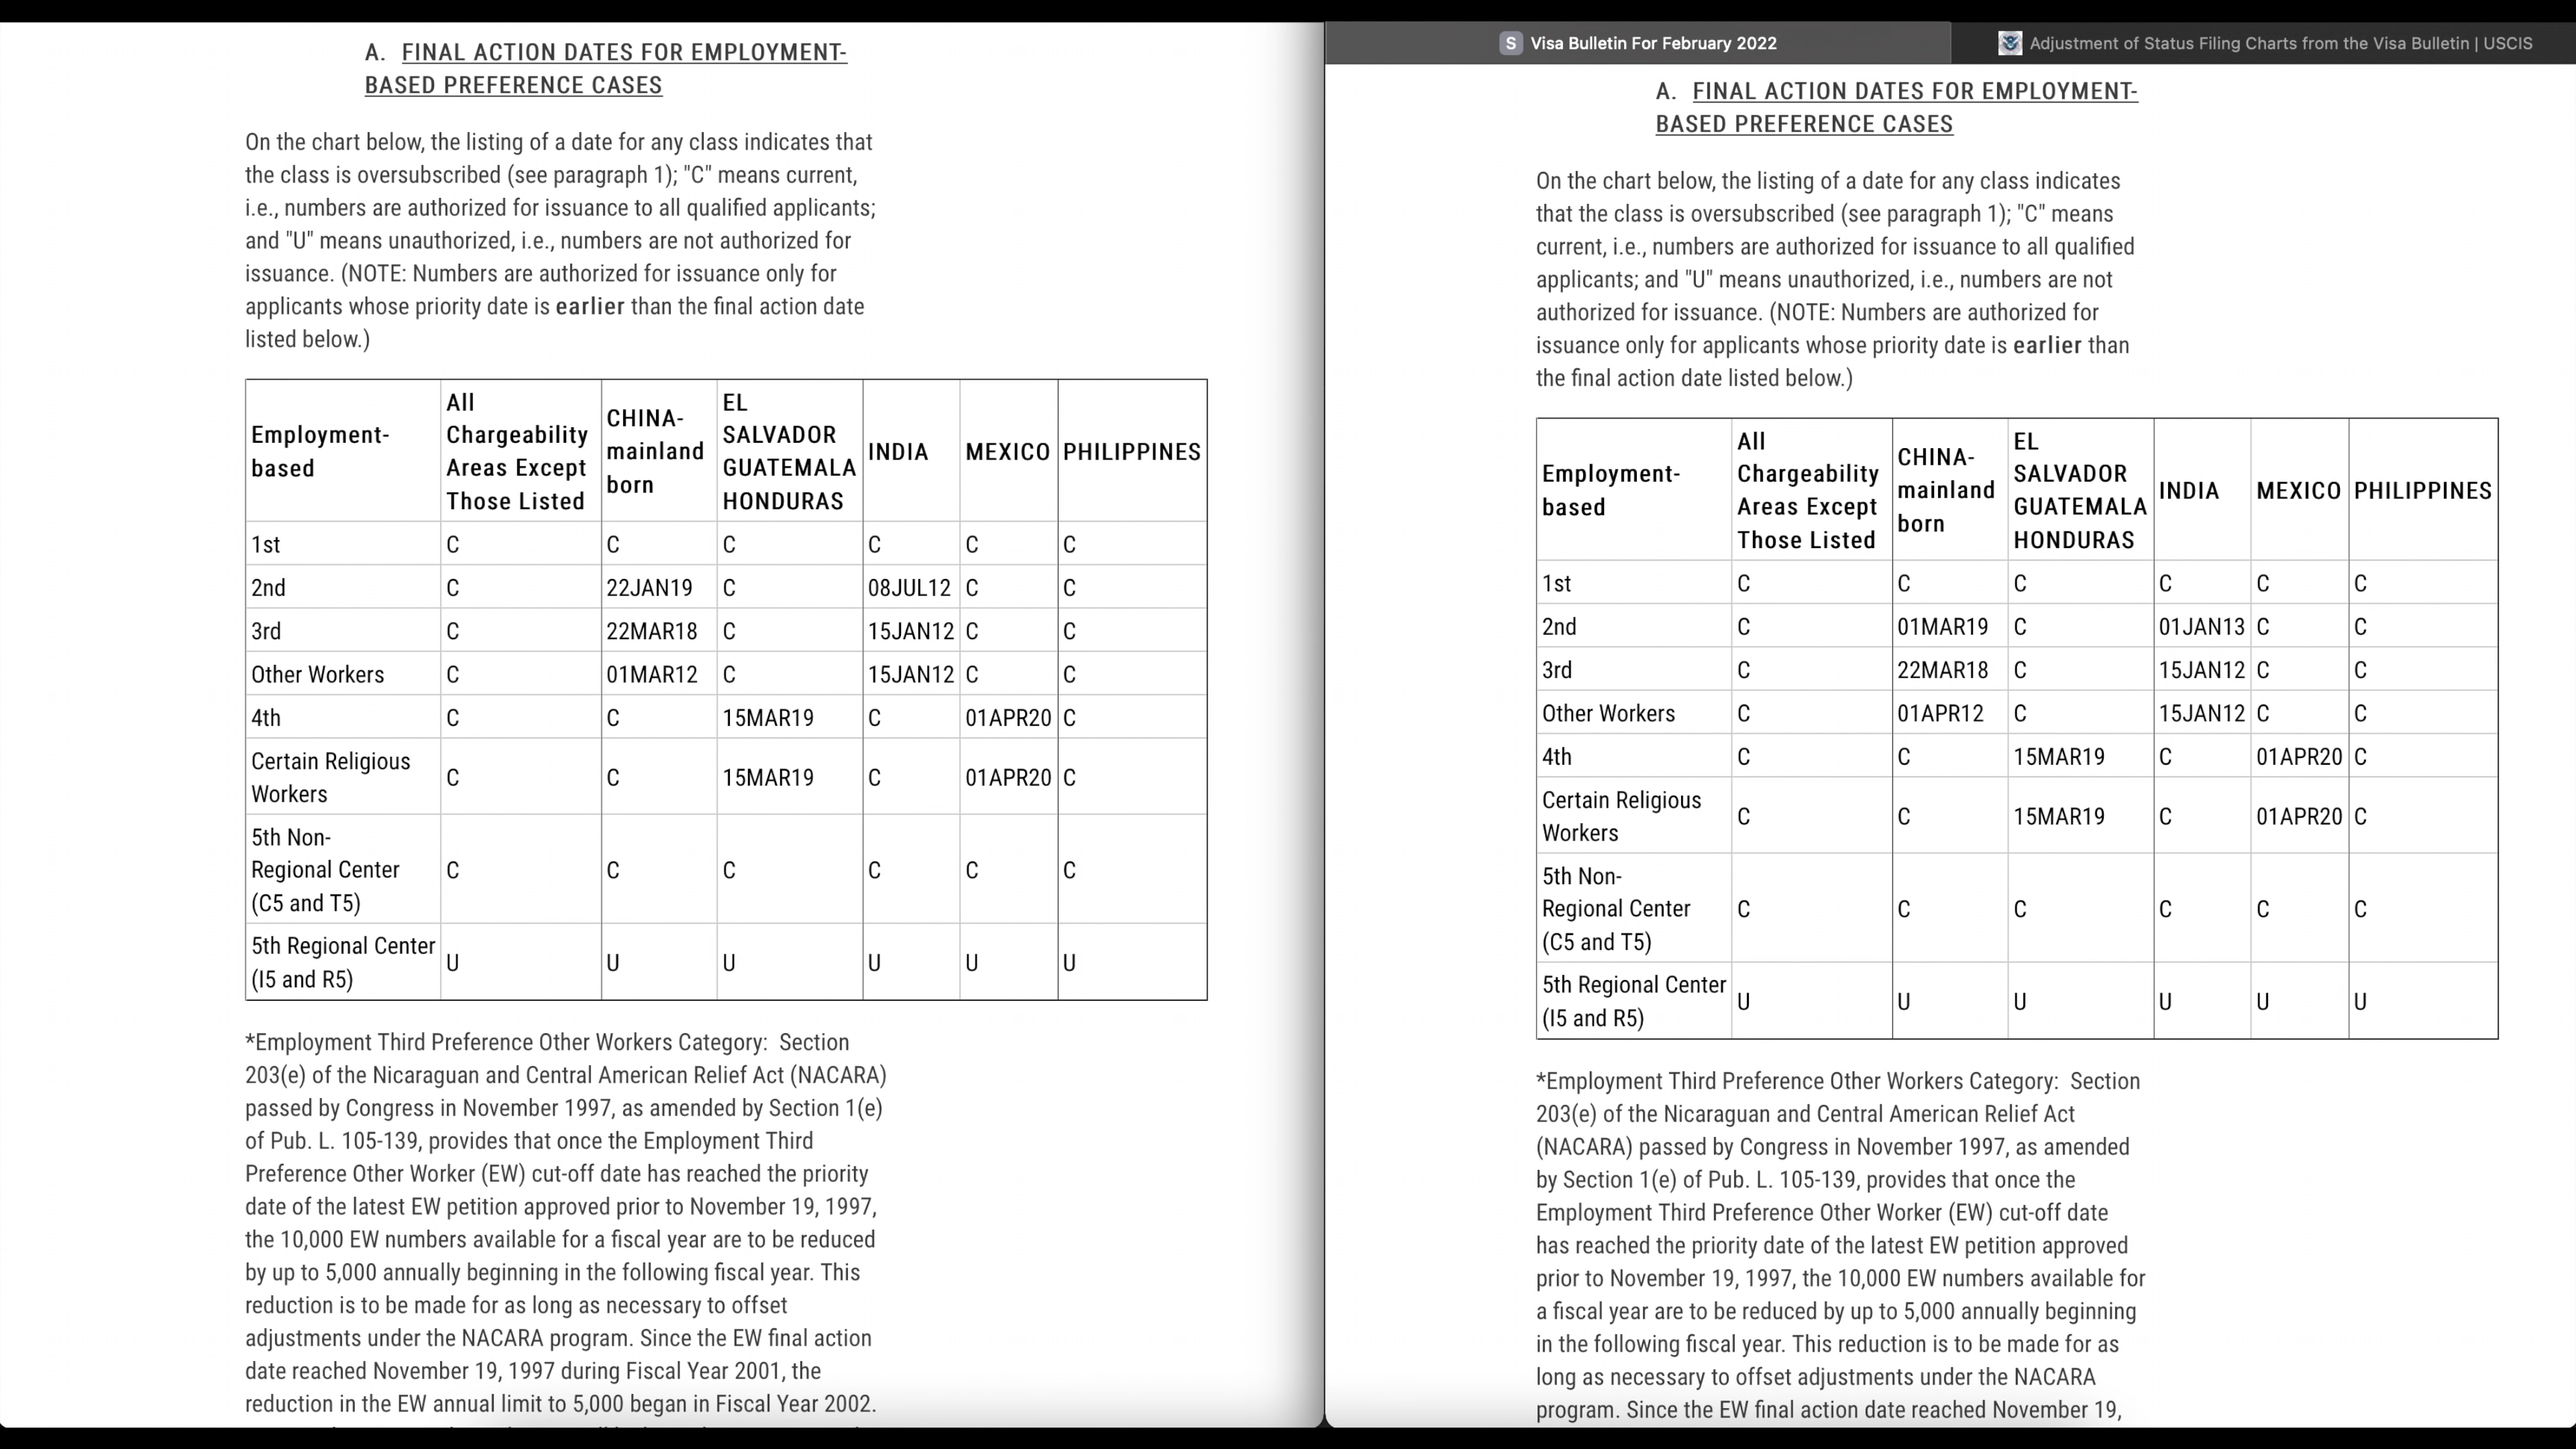 A. FINAL ACTION DATES FOR EMPLOYMENT-
BASED PREFERENCE CASES
On the chart below, the listing of a date for any class indicates that
the class is oversubscribed (see paragraph 1); "C" means current,
i.e., numbers are authorized for issuance to all qualified applicants;
and "U" means unauthorized, i.e., numbers are not authorized for
issuance. (NOTE: Numbers are authorized for issuance only for
applicants whose priority date is earlier than the final action date
listed below.)
Employment-based All Chargeability Areas Except Those Listed CHINA-mainland born EL SALVADOR GUATEMALA HONDURAS INDIA MEXICO PHILIPPINES
1st C C C C C C
2nd C 22JAN19 C 08JUL12 C C
3rd C 22MAR18 C 15JAN12 C C
Other Workers C 01MAR12 C 15JAN12 C C
4th C C 15MAR19 C 01APR20 C
Certain Religious Workers C C 15MAR19 C 01APR20 C
5th Non-Regional Center (C5 and T5) C C C C C C
5th Regional Center (I5 and R5) U U U U U U
*Employment Third Preference Other Workers Category: Section
203(e) of the Nicaraguan and Central American Relief Act (NACARA)
passed by Congress in November 1997, as amended by Section 1(e)
of Pub. L. 105-139, provides that once the Employment Third
Preference Other Worker (EW) cut-off date has reached the priority
date of the latest EW petition approved prior to November 19, 1997,
the 10,000 EW numbers available for a fiscal year are to be reduced
by up to 5,000 annually beginning in the following fiscal year. This
reduction is to be made for as long as necessary to offset
adjustments under the NACARA program. Since the EW final action
date reached November 19, 1997 during Fiscal Year 2001, the
reduction in the EW annual limit to 5,000 began in Fiscal Year 2002.
S Visa Bulletin For February 2022
Adjustment of Status Filing Charts from the Visa Bulletin | USCIS
A. FINAL ACTION DATES FOR EMPLOYMENT-
BASED PREFERENCE CASES
On the chart below, the listing of a date for any class indicates
that the class is oversubscribed (see paragraph 1); "C" means
current, i.e., numbers are authorized for issuance to all qualified
applicants; and "U" means unauthorized, i.e., numbers are not
authorized for issuance. (NOTE: Numbers are authorized for
issuance only for applicants whose priority date is earlier than
the final action date listed below.)
Employment-based All Chargeability Areas Except Those Listed CHINA-mainland born EL SALVADOR GUATEMALA HONDURAS INDIA MEXICO PHILIPPINES
1st C C C C C C
2nd C 01MAR19 C 01JAN13 C C
3rd C 22MAR18 C 15JAN12 C C
Other Workers C 01APR12 C 15JAN12 C C
4th C C 15MAR19 C 01APR20 C
Certain Religious Workers C C 15MAR19 C 01APR20 C
5th Non-Regional Center (C5 and T5) C C C C C C
5th Regional Center (I5 and R5) U U U U U U
*Employment Third Preference Other Workers Category: Section
203(e) of the Nicaraguan and Central American Relief Act
(NACARA) passed by Congress in November 1997, as amended
by Section 1(e) of Pub. L. 105-139, provides that once the
Employment Third Preference Other Worker (EW) cut-off date
has reached the priority date of the latest EW petition approved
prior to November 19, 1997, the 10,000 EW numbers available for
a fiscal year are to be reduced by up to 5,000 annually beginning
in the following fiscal year. This reduction is to be made for as
long as necessary to offset adjustments under the NACARA
program. Since the EW final action date reached November 19,